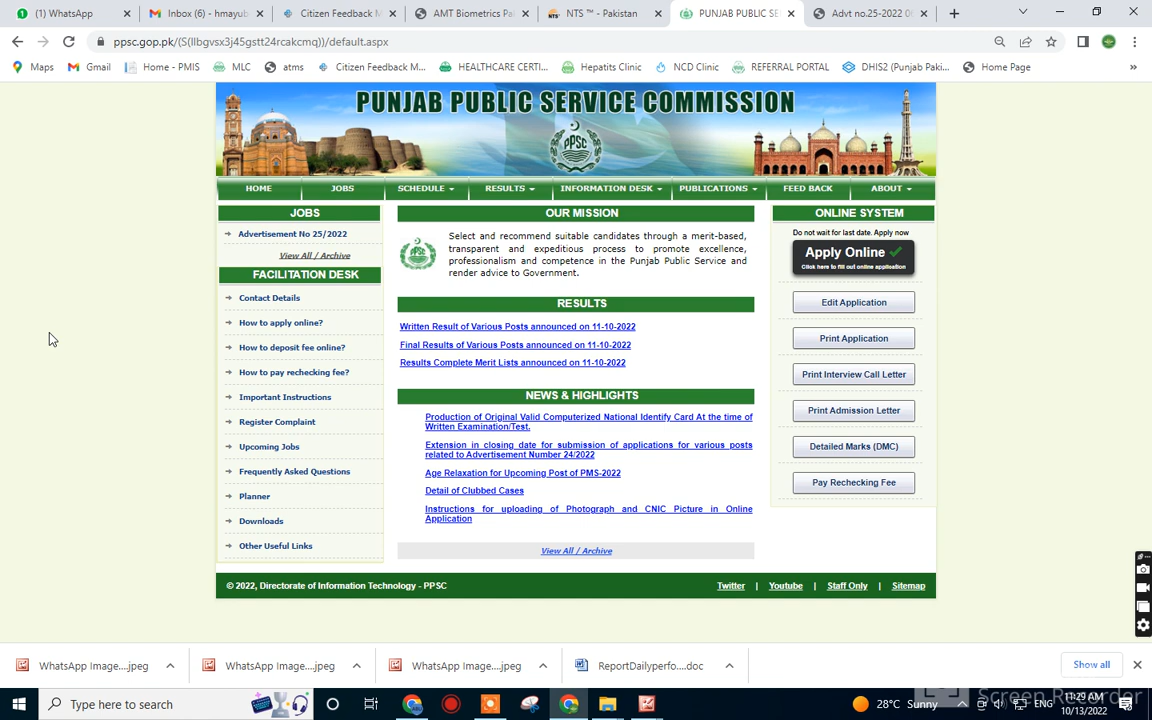 (1) WhatsApp
Inbox (6) - hmayub
Citizen Feedback M
AMT Biometrics Pa
NTS ™ - Pakistan
PUNJAB PUBLIC SE
Advt no.25-2022
ppsc.gop.pk/(S(llbgvsx3j45gstt24rcakcmq))/default.aspx
Maps
Gmail
Home - PMIS
MLC
atms
Citizen Feedback M...
HEALTHCARE CERTI...
Hepatits Clinic
NCD Clinic
REFERRAL PORTAL
DHIS2 (Punjab Paki...
Home Page
»
PUNJAB PUBLIC SERVICE COMMISSION
PPSC
HOME
JOBS
SCHEDULE
RESULTS
INFORMATION DESK
PUBLICATIONS
FEED BACK
ABOUT
JOBS
Advertisement No 25/2022
View All / Archive
FACILITATION DESK
Contact Details
How to apply online?
How to deposit fee online?
How to pay rechecking fee?
Important Instructions
Register Complaint
Upcoming Jobs
Frequently Asked Questions
Planner
Downloads
Other Useful Links
OUR MISSION
Select and recommend suitable candidates through a merit-based,
transparent and expeditious process to promote excellence,
professionalism and competence in the Punjab Public Service and
render advice to Government.
RESULTS
Written Result of Various Posts announced on 11-10-2022
Final Results of Various Posts announced on 11-10-2022
Results Complete Merit Lists announced on 11-10-2022
NEWS & HIGHLIGHTS
Production of Original Valid Computerized National Identify Card At the time of
Written Examination/Test.
Extension in closing date for submission of applications for various posts
related to Advertisement Number 24/2022
Age Relaxation for Upcoming Post of PMS-2022
Detail of Clubbed Cases
Instructions for uploading of Photograph and CNIC Picture in Online
Application
View All / Archive
ONLINE SYSTEM
Do not wait for last date. Apply now
Apply Online
Click here to fill out online application
Edit Application
Print Application
Print Interview Call Letter
Print Admission Letter
Detailed Marks (DMC)
Pay Rechecking Fee
© 2022, Directorate of Information Technology - PPSC
Twitter | Youtube | Staff Only | Sitemap
WhatsApp Image....jpeg
WhatsApp Image....jpeg
WhatsApp Image....jpeg
ReportDailyperfo....doc
Show all
Type here to search
28°C Sunny
ENG
11:29 AM
10/13/2022
Screen Recorder